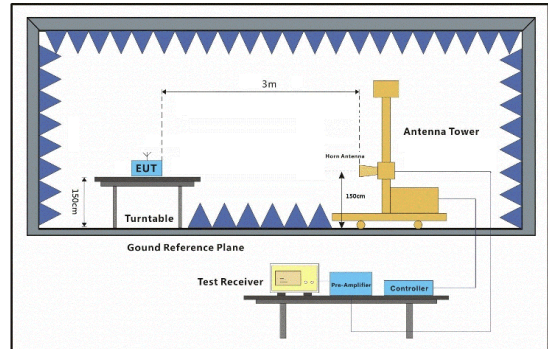 3m
Antenna Tower
Horn Antenna
EUT
150cm
150cm
Turntable
Gound Reference Plane
Test Receiver
Pre-Amplifier
Controller